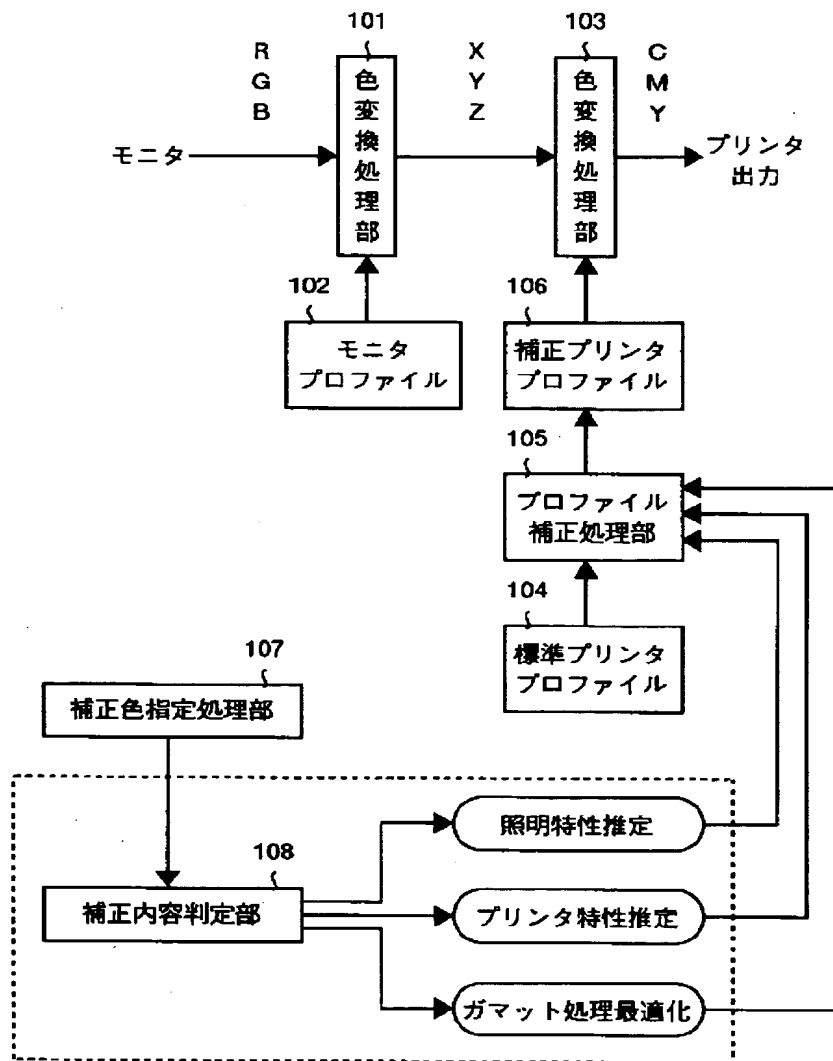 101
103
R
G
B
X
Y
Z
C
M
Y
色変換処理部
色変換処理部
モニタ
プリンタ
出力
102
106
モニタ
プロファイル
補正プリンタ
プロファイル
105
プロファイル
補正処理部
104
標準プリンタ
プロファイル
107
補正色指定処理部
照明特性推定
108
補正内容判定部
プリンタ特性推定
ガマット処理最適化